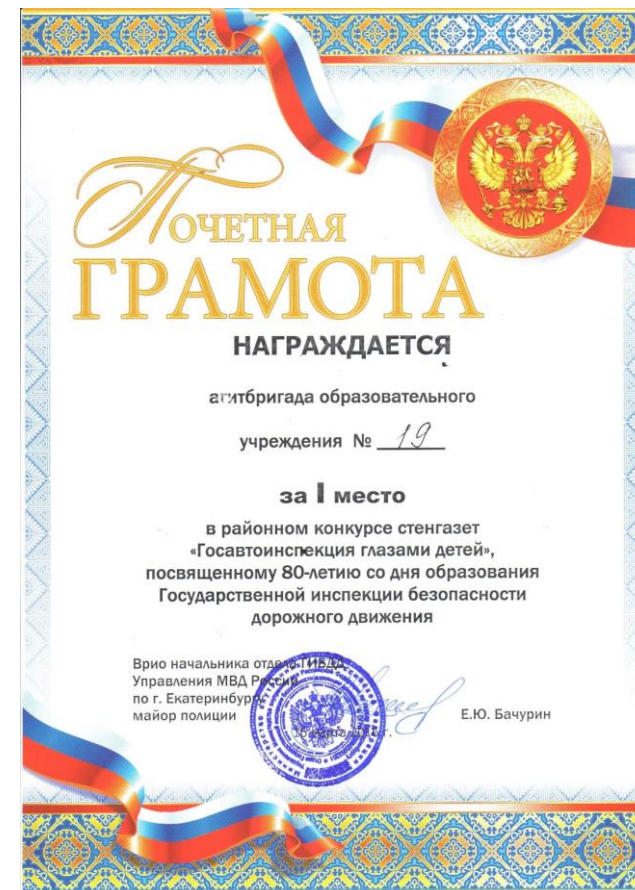 ПОЧЕТНАЯ
ГРАМОТА
НАГРАЖДАЕТСЯ
агитбригада образовательного
учреждения № 19
за I место
в районном конкурсе стенгазет
«Госавтоинспекция глазами детей»,
посвященному 80-летию со дня образования
Государственной инспекции безопасности
дорожного движения
Врио начальника отдела ГИБДД
Управления МВД России
по г. Екатеринбургу
майор полиции
Е.Ю. Бачурин